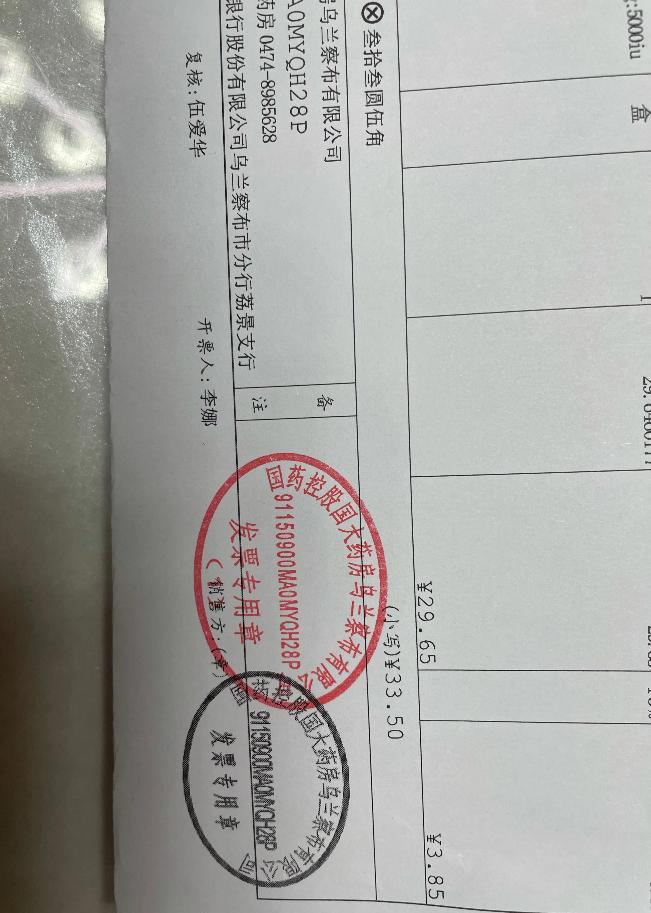 g:5000iu
盒
1
¥29.65
¥3.85
叁拾叁圆伍角
(小写)¥33.50
房乌兰察布有限公司
A0MYQH28P
药房 0474-8985628
银行股份有限公司乌兰察布市分行荔景支行
备注
复核:伍爱华
开票人:李娜
销售方:(章)
国药控股国大药房乌兰察布有限公
91150900MA0MYQH28P
发票专用章
国药控股国大药房乌兰察布有限公司
91150900MA0MYQH28P
发票专用章